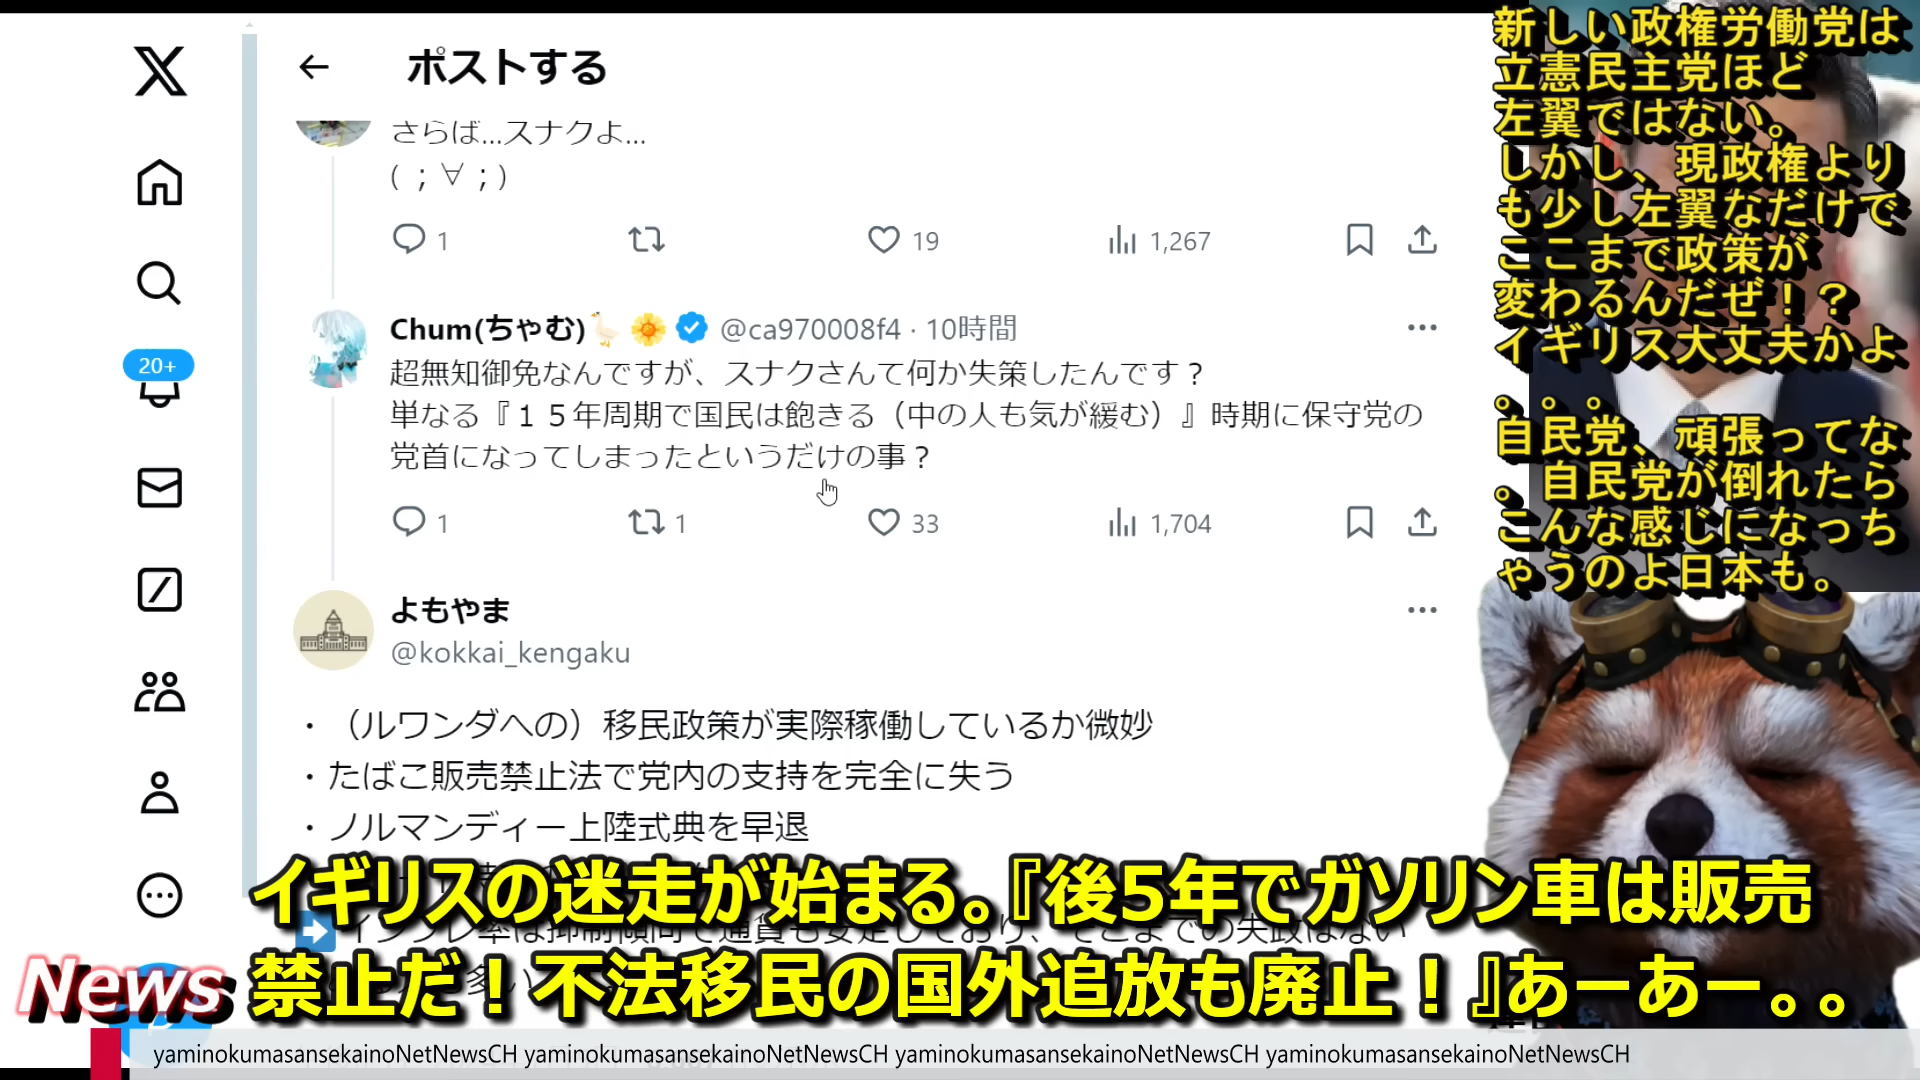 ポストする
さらば...スナクよ...
( ；∀；)
1
19
1,267
Chum(ちゃむ) @ca970008f4 · 10時間
超無知御免なんですが、スナクさんて何か失策したんです？
単なる『１５年周期で国民は飽きる（中の人も気が緩む）』時期に保守党の
党首になってしまったというだけの事？
1
1
33
1,704
よもやま
@kokkai_kengaku
・（ルワンダへの）移民政策が実際稼働しているか微妙
・たばこ販売禁止法で党内の支持を完全に失う
・ノルマンディー上陸式典を早退
20+
新しい政権労働党は
立憲民主党ほど
左翼ではない。
しかし、現政権より
も少し左翼なだけで
ここまで政策が
変わるんだぜ！？
イギリス大丈夫かよ
。。。
自民党、頑張ってな
。自民党が倒れたら
こんな感じになっち
ゃうのよ日本も。
イギリスの迷走が始まる。『後5年でガソリン車は販売
禁止だ！不法移民の国外追放も廃止！』あーあー。。
News
yaminokumasansekainoNetNewsCH yaminokumasansekainoNetNewsCH yaminokumasansekainoNetNewsCH yaminokumasansekainoNetNewsCH